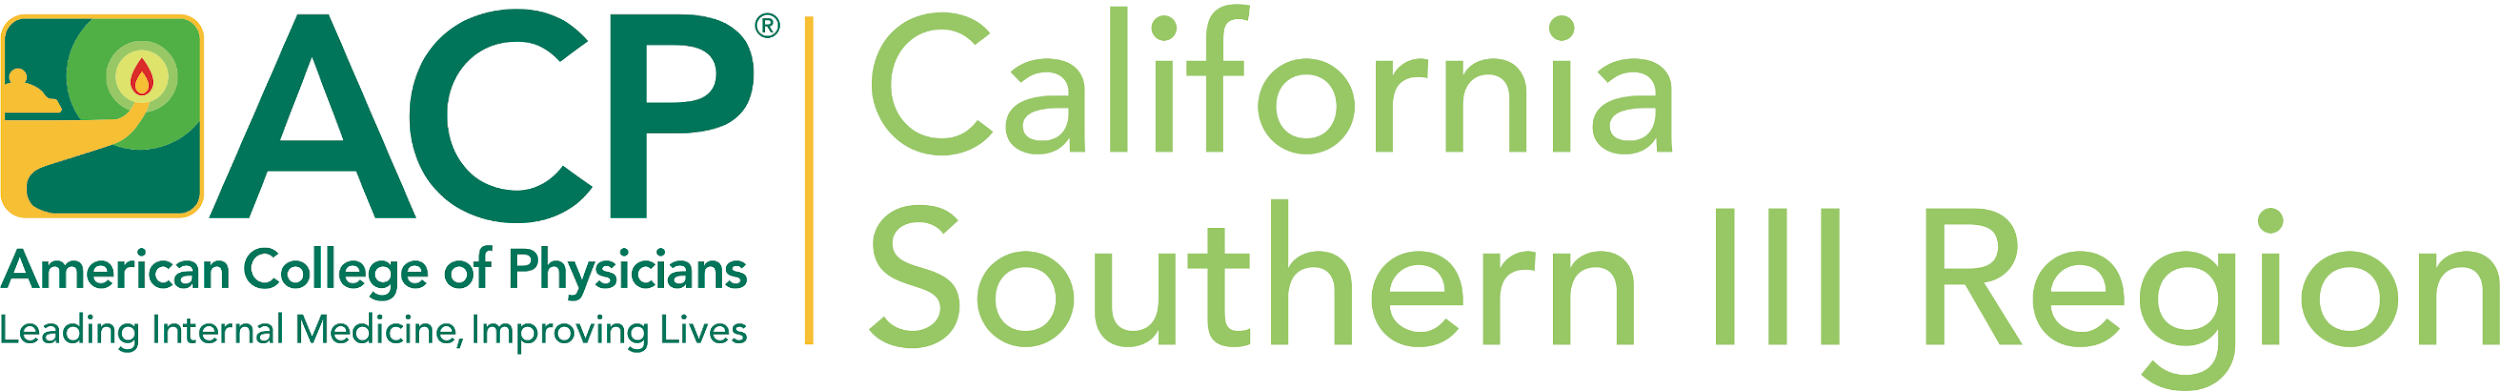 ACP®
American College of Physicians
Leading Internal Medicine, Improving Lives
California
Southern III Region